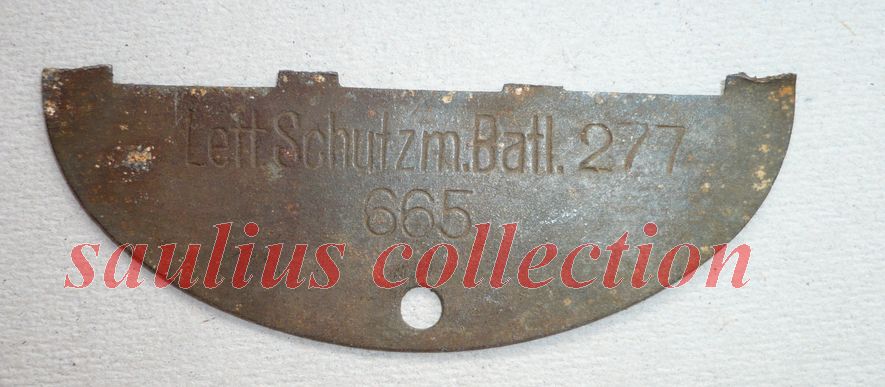 Lett.Schutzm.Batl. 277
665
saulius collection